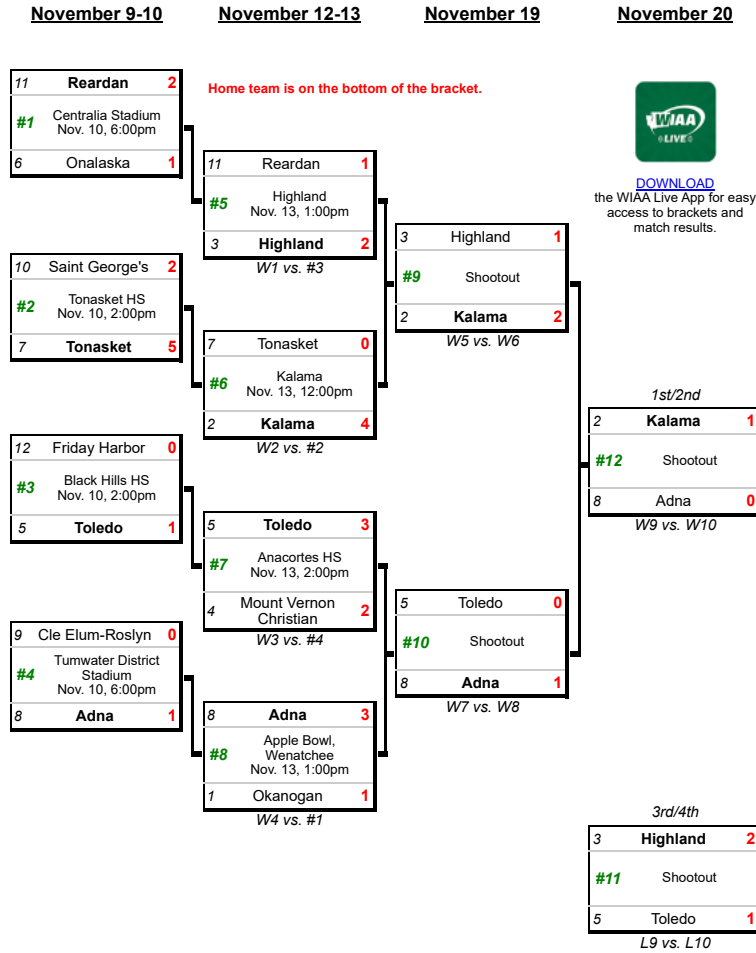 November 9-10
November 12-13
November 19
November 20
Home team is on the bottom of the bracket.
WIAA
LIVE
DOWNLOAD
the WIAA Live App for easy
access to brackets and
match results.
11 Reardan 2
#1 Centralia Stadium
Nov. 10, 6:00pm
6 Onalaska 1
10 Saint George's 2
#2 Tonasket HS
Nov. 10, 2:00pm
7 Tonasket 5
12 Friday Harbor 0
#3 Black Hills HS
Nov. 10, 2:00pm
5 Toledo 1
9 Cle Elum-Roslyn 0
#4 Tumwater District
Stadium
Nov. 10, 6:00pm
8 Adna 1
11 Reardan 1
#5 Highland
Nov. 13, 1:00pm
3 Highland 2
W1 vs. #3
7 Tonasket 0
#6 Kalama
Nov. 13, 12:00pm
2 Kalama 4
W2 vs. #2
5 Toledo 3
#7 Anacortes HS
Nov. 13, 2:00pm
4 Mount Vernon
Christian 2
W3 vs. #4
8 Adna 3
#8 Apple Bowl,
Wenatchee
Nov. 13, 1:00pm
1 Okanogan 1
W4 vs. #1
3 Highland 1
#9 Shootout
2 Kalama 2
W5 vs. W6
5 Toledo 0
#10 Shootout
8 Adna 1
W7 vs. W8
1st/2nd
2 Kalama 1
#12 Shootout
8 Adna 0
W9 vs. W10
3rd/4th
3 Highland 2
#11 Shootout
5 Toledo 1
L9 vs. L10